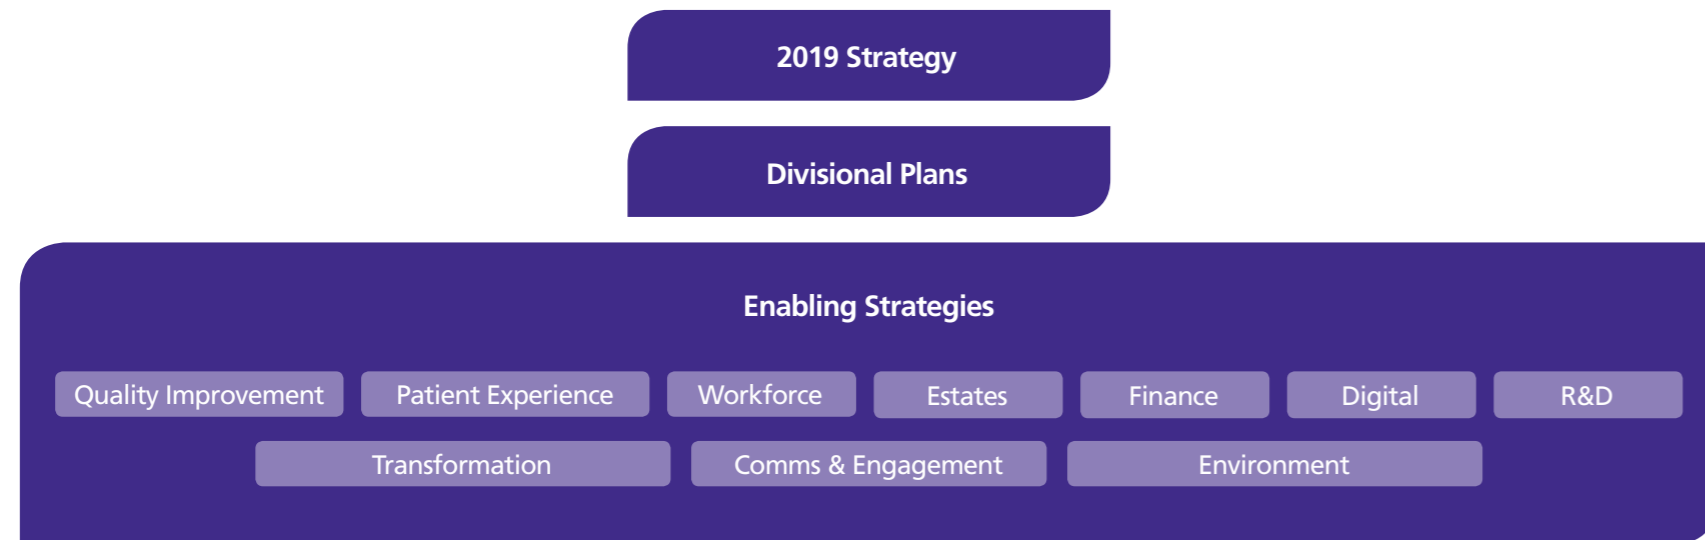 2019 Strategy
Divisional Plans
Enabling Strategies
Quality Improvement Patient Experience Workforce Estates Finance Digital R&D
Transformation Comms & Engagement Environment